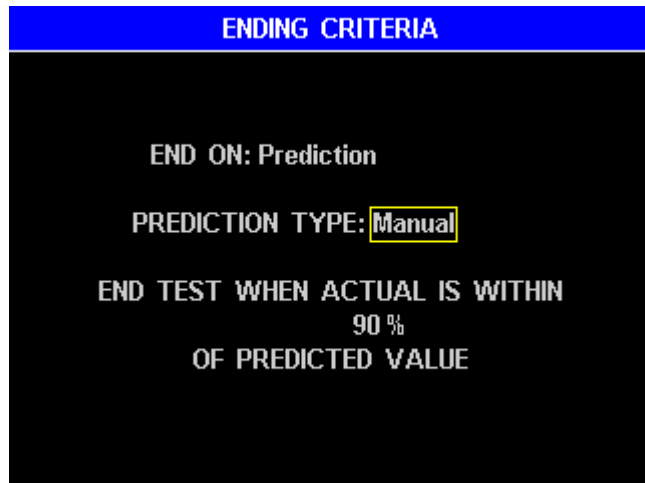 ENDING CRITERIA
END ON: Prediction
PREDICTION TYPE: Manual
END TEST WHEN ACTUAL IS WITHIN
90 %
OF PREDICTED VALUE